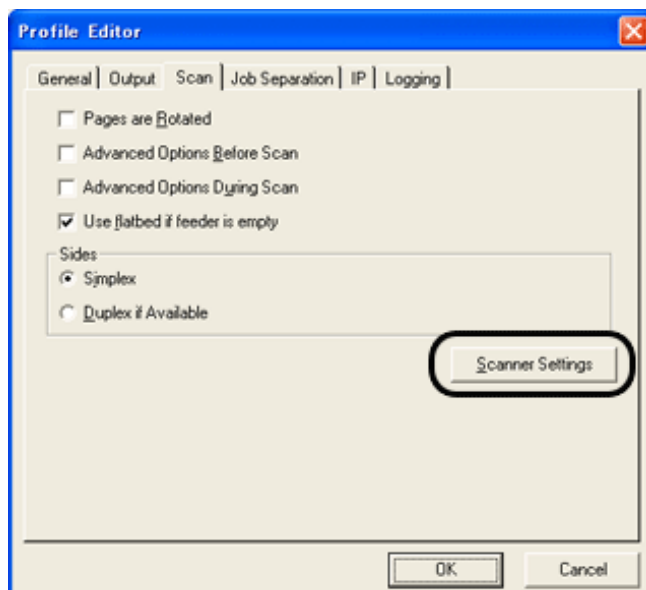 Profile Editor
General Output Scan Job Separation IP Logging
Pages are Rotated
Advanced Options Before Scan
Advanced Options During Scan
Use flatbed if feeder is empty
Sides
Simplex
Duplex if Available
Scanner Settings
OK Cancel